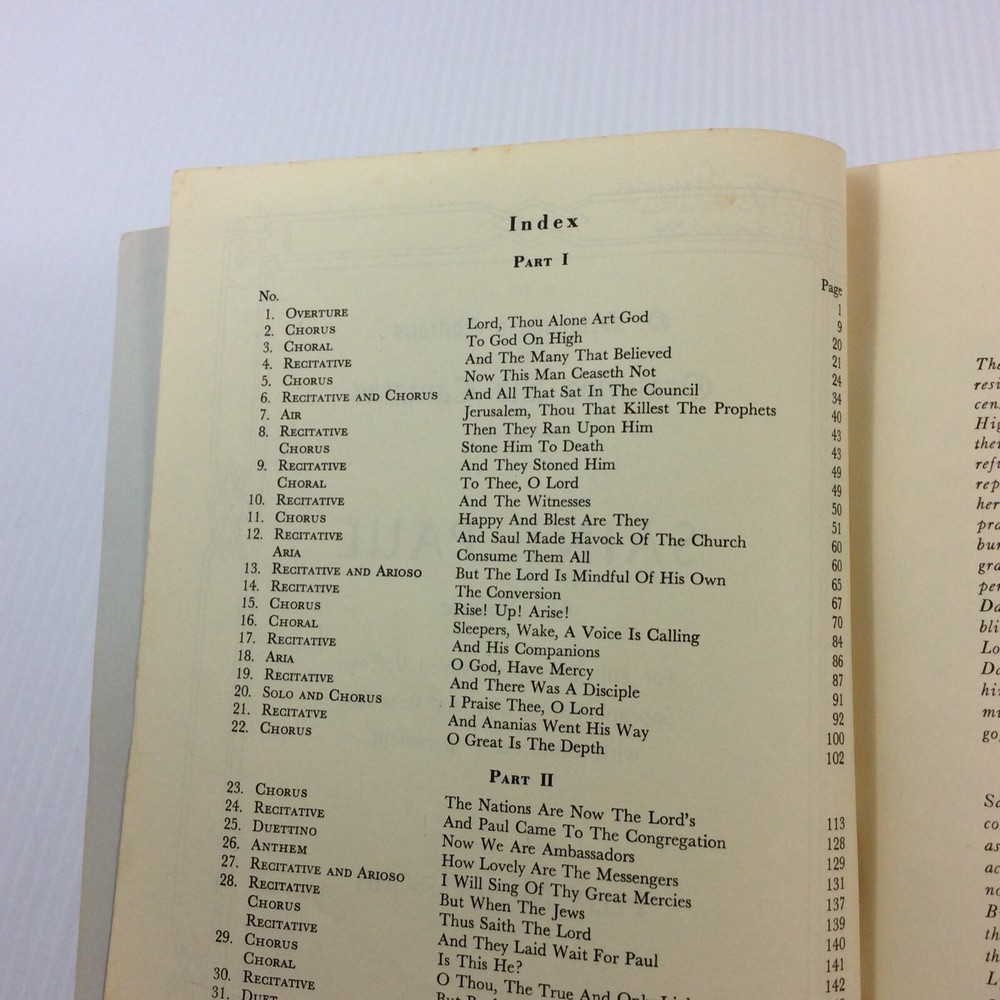 Index
PART I
No. Page
1. OVERTURE 1
2. CHORUS Lord, Thou Alone Art God 9
3. CHORAL To God On High 20
4. RECITATIVE And The Many That Believed 21
5. CHORUS Now This Man Ceaseth Not 24
6. RECITATIVE AND CHORUS And All That Sat In The Council 34
7. AIR Jerusalem, Thou That Killest The Prophets 40
8. RECITATIVE Then They Ran Upon Him 43
CHORUS Stone Him To Death 43
9. RECITATIVE And They Stoned Him 49
CHORAL To Thee, O Lord 49
10. RECITATIVE And The Witnesses 50
11. CHORUS Happy And Blest Are They 51
12. RECITATIVE And Saul Made Havock Of The Church 60
ARIA Consume Them All 60
13. RECITATIVE AND ARIOSO But The Lord Is Mindful Of His Own 65
14. RECITATIVE The Conversion 67
15. CHORUS Rise! Up! Arise! 70
16. CHORAL Sleepers, Wake, A Voice Is Calling 84
17. RECITATIVE And His Companions 86
18. ARIA O God, Have Mercy 87
19. RECITATIVE And There Was A Disciple 91
20. SOLO AND CHORUS I Praise Thee, O Lord 92
21. RECITATVE And Ananias Went His Way 100
22. CHORUS O Great Is The Depth 102
PART II
23. CHORUS The Nations Are Now The Lord's 113
24. RECITATIVE And Paul Came To The Congregation 128
25. DUETTINO Now We Are Ambassadors 129
26. ANTHEM How Lovely Are The Messengers 131
27. RECITATIVE AND ARIOSO I Will Sing Of Thy Great Mercies 137
28. RECITATIVE But When The Jews 139
CHORUS Thus Saith The Lord 140
RECITATIVE And They Laid Wait For Paul 141
29. CHORUS Is This He? 142
CHORAL O Thou, The True And Only
30. RECITATIVE But
31. DUET